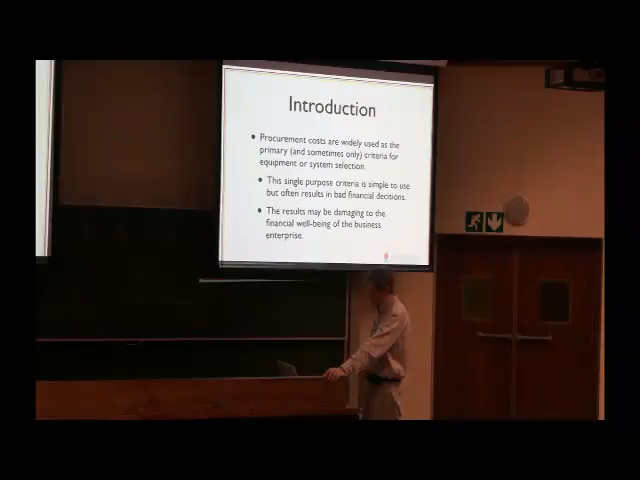 Introduction
• Procurement costs are widely used as the
primary (and sometimes only) criteria for
equipment or system selection.
• This single purpose criteria is simple to use
but often results in bad financial decisions.
• The results may be damaging to the
financial well-being of the business
enterprise.